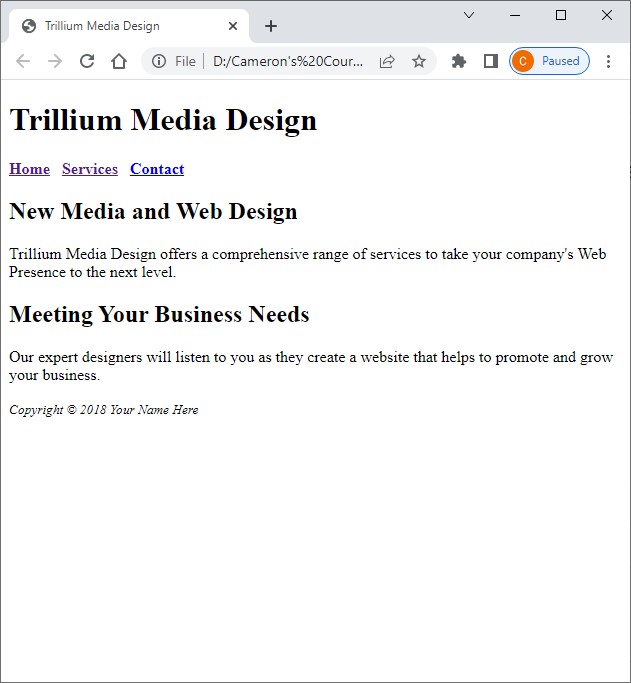 Trillium Media Design
File D:/Cameron's%20Cour... C Paused
Trillium Media Design
Home Services Contact
New Media and Web Design
Trillium Media Design offers a comprehensive range of services to take your company's Web
Presence to the next level.
Meeting Your Business Needs
Our expert designers will listen to you as they create a website that helps to promote and grow
your business.
Copyright © 2018 Your Name Here